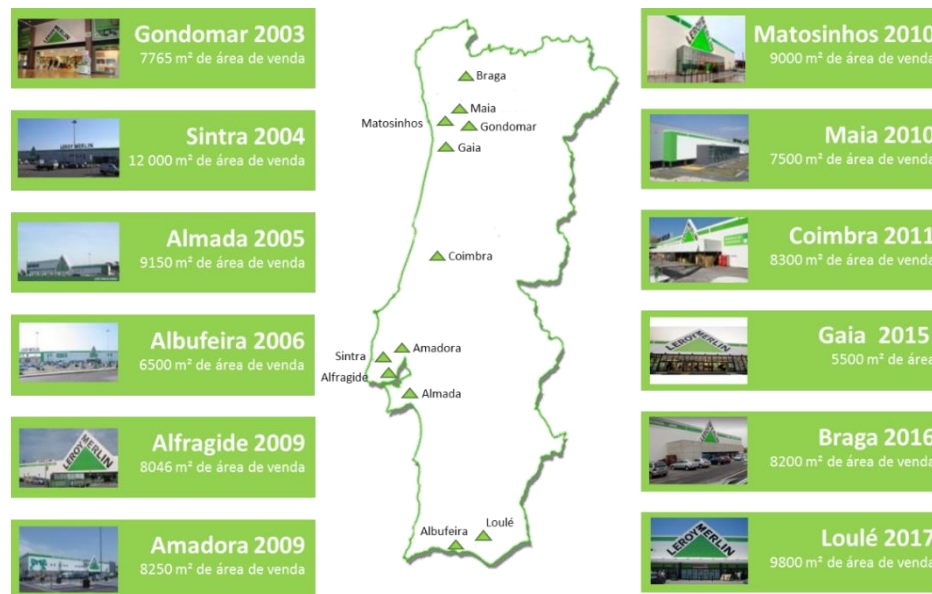 Gondomar 2003
7765 m² de área de venda
Sintra 2004
12 000 m² de área de venda
Almada 2005
9150 m² de área de venda
Albufeira 2006
6500 m² de área de venda
Alfragide 2009
8046 m² de área de venda
Amadora 2009
8250 m² de área de venda
Braga
Maia
Matosinhos
Gondomar
Gaia
Coimbra
Amadora
Sintra
Alfragide
Almada
Loulé
Albufeira
Matosinhos 2010
9000 m² de área de venda
Maia 2010
7500 m² de área de venda
Coimbra 2011
8300 m² de área de venda
Gaia 2015
5500 m² de área
Braga 2016
8200 m² de área de venda
Loulé 2017
9800 m² de área de venda
LEROY MERLIN
LEROY MERLIN
LEROY MERLIN
LEROY MERLIN
LEROY MERLIN